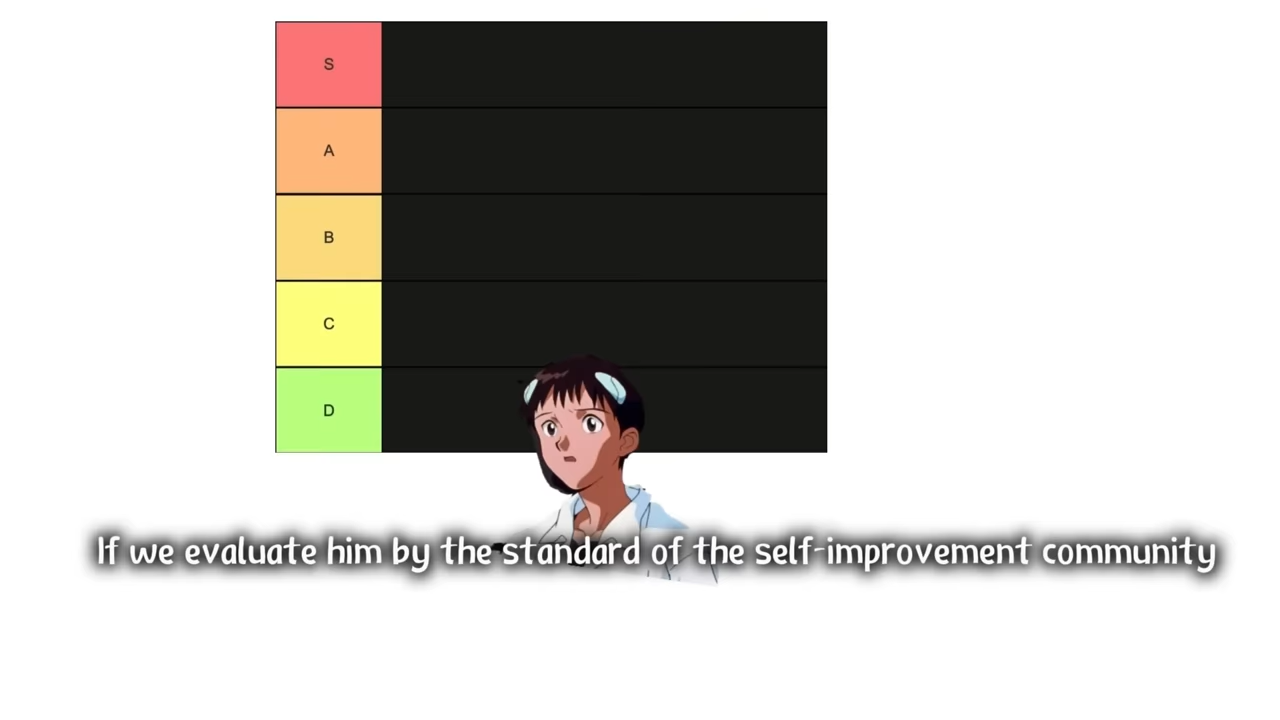 S
A
B
C
D
If we evaluate him by the standard of the self-improvement community